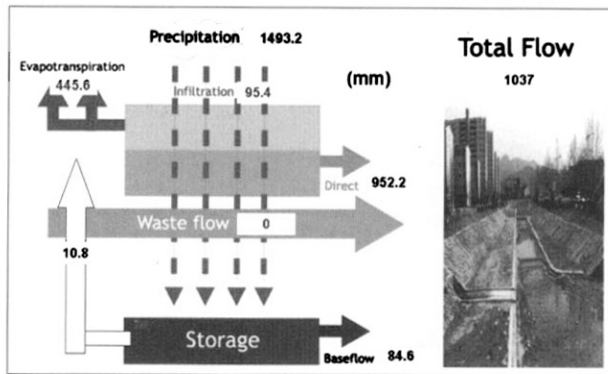 Precipitation 1493.2
Total Flow
1037
Evapotranspiration
445.6
(mm)
Infiltration 95.4
Direct 952.2
Waste flow 0
10.8
Storage
Baseflow 84.6